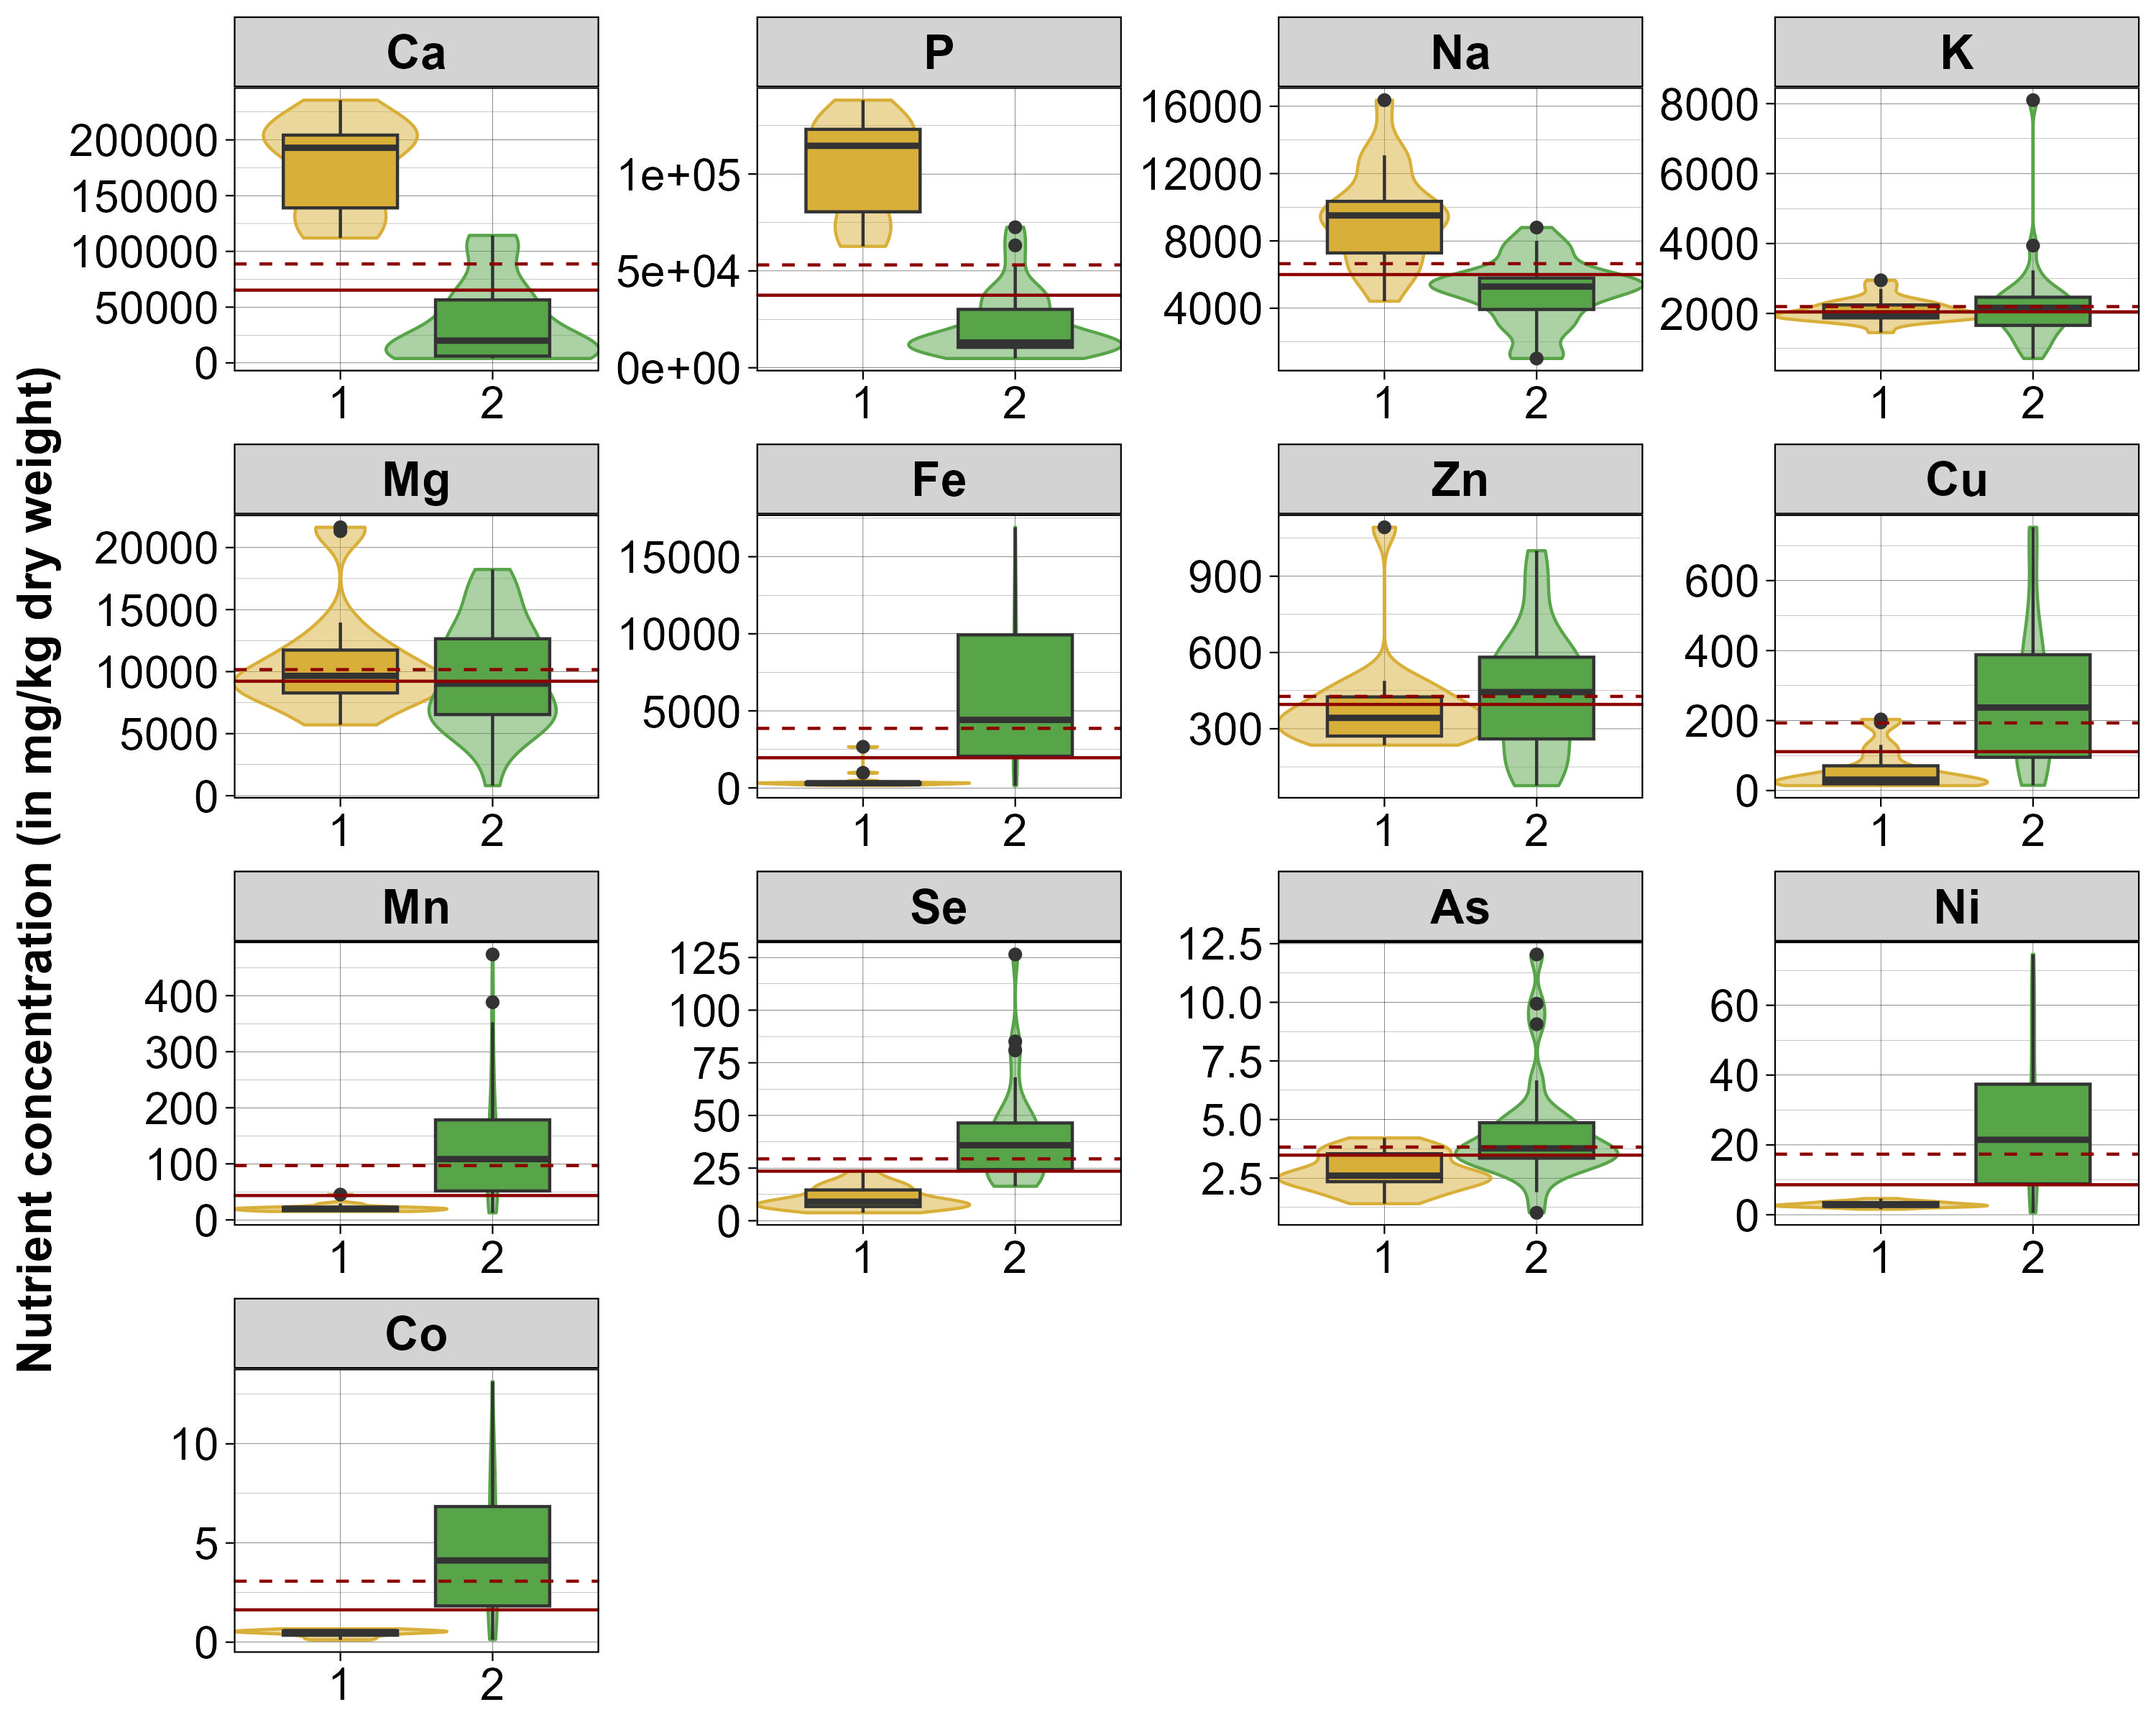 Nutrient concentration (in mg/kg dry weight)
Ca P Na K
200000 150000 100000 50000 0
1e+05 5e+04 0e+00
16000 12000 8000 4000
8000 6000 4000 2000
1 2 1 2 1 2 1 2
Mg Fe Zn Cu
20000 15000 10000 5000 0
15000 10000 5000 0
900 600 300
600 400 200 0
1 2 1 2 1 2 1 2
Mn Se As Ni
400 300 200 100 0
125 100 75 50 25 0
12.5 10.0 7.5 5.0 2.5
60 40 20 0
1 2 1 2 1 2 1 2
Co
10 5 0
1 2